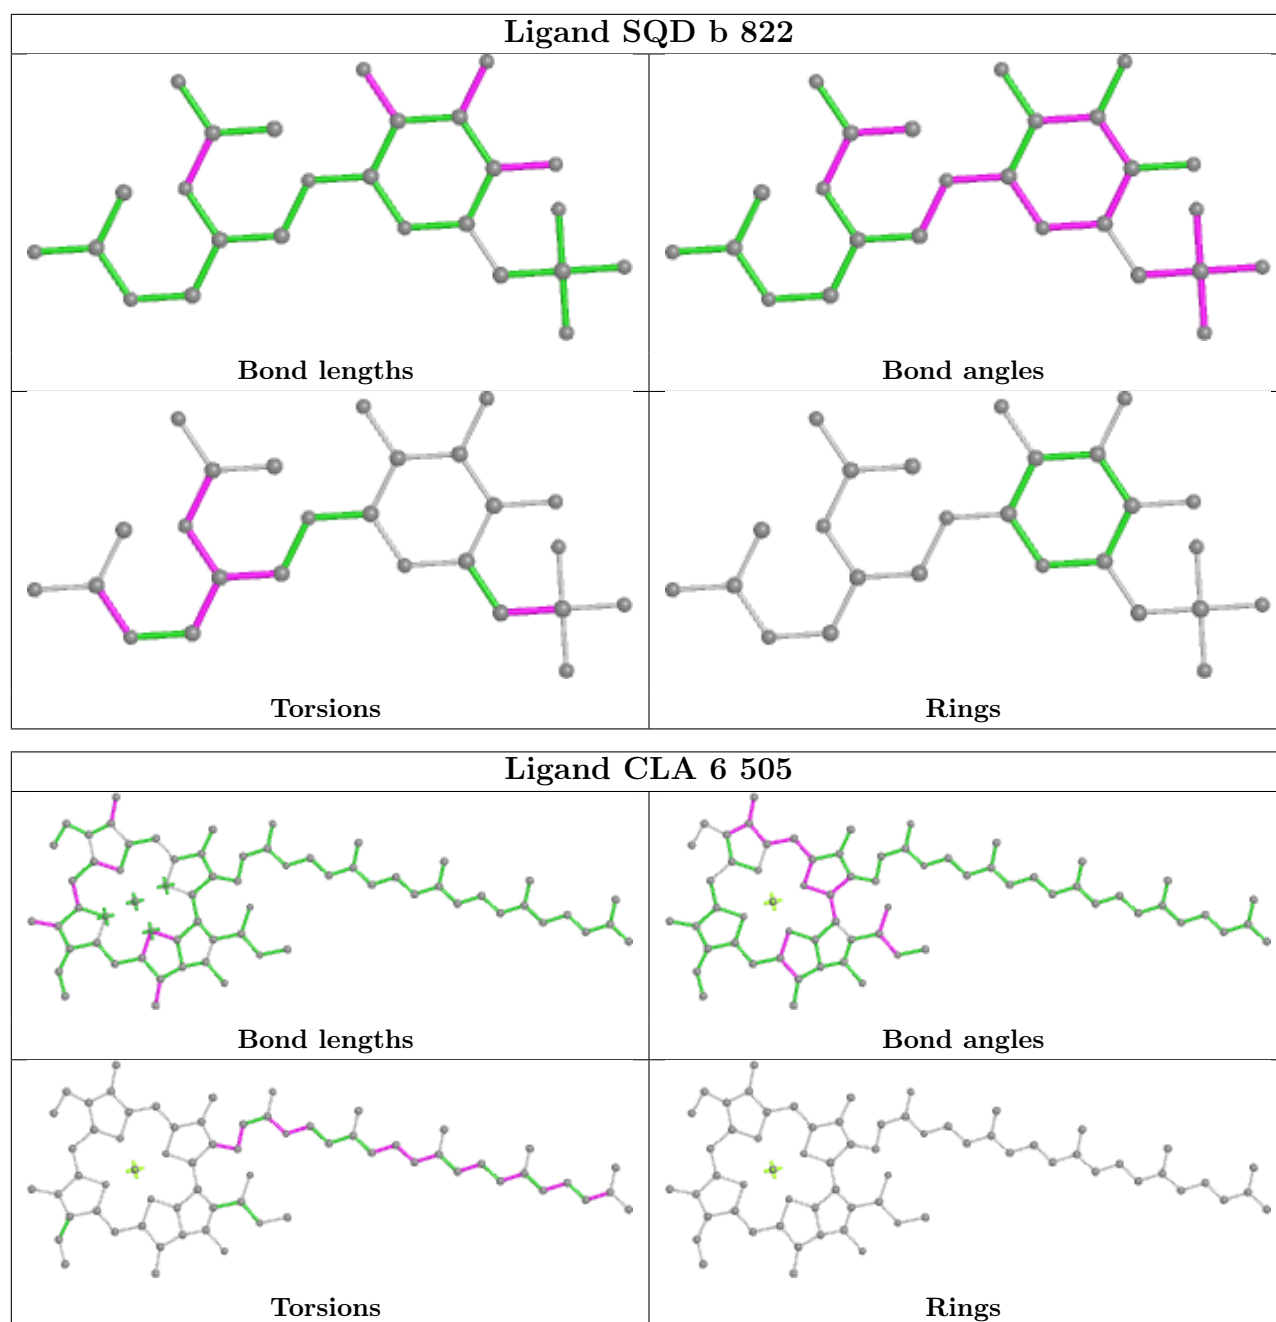 Ligand SQD b 822
Bond lengths
Bond angles
Torsions
Rings
Ligand CLA 6 505
Bond lengths
Bond angles
Torsions
Rings